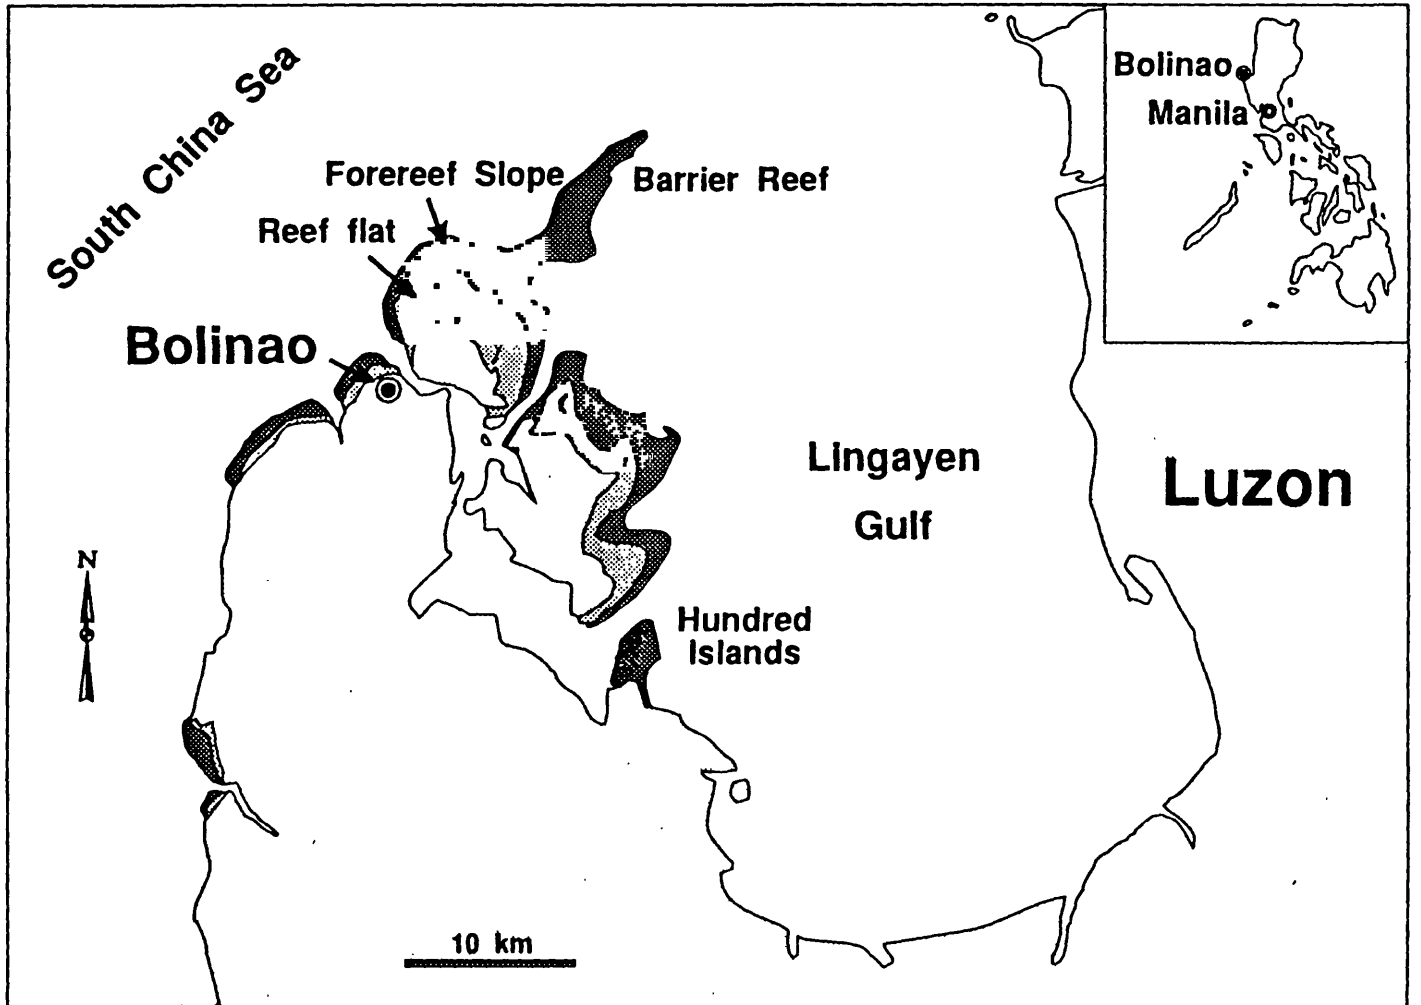 South China Sea
Forereef Slope
Barrier Reef
Reef flat
Bolinao
Bolinao
Manila
Lingayen
Gulf
Luzon
N
Hundred
Islands
10 km